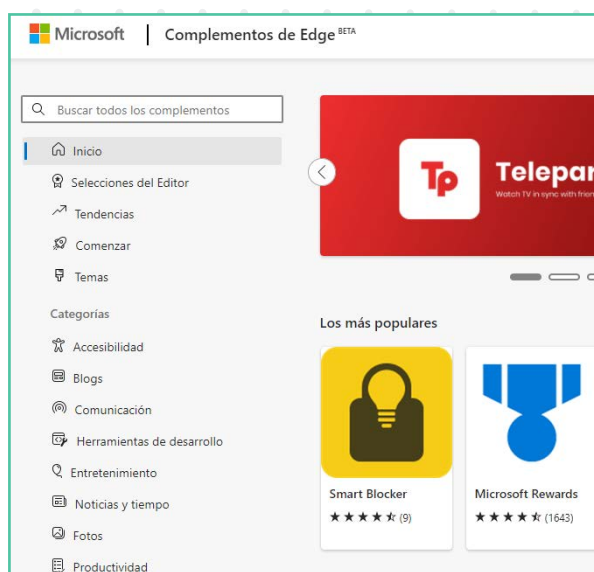 Microsoft | Complementos de Edge BETA
Buscar todos los complementos
Inicio
Selecciones del Editor
Tendencias
Comenzar
Temas
Categorías
Accesibilidad
Blogs
Comunicación
Herramientas de desarrollo
Entretenimiento
Noticias y tiempo
Fotos
Productividad
Tp
Telepar
Watch TV in sync with frien
Los más populares
Smart Blocker
(9)
Microsoft Rewards
(1643)